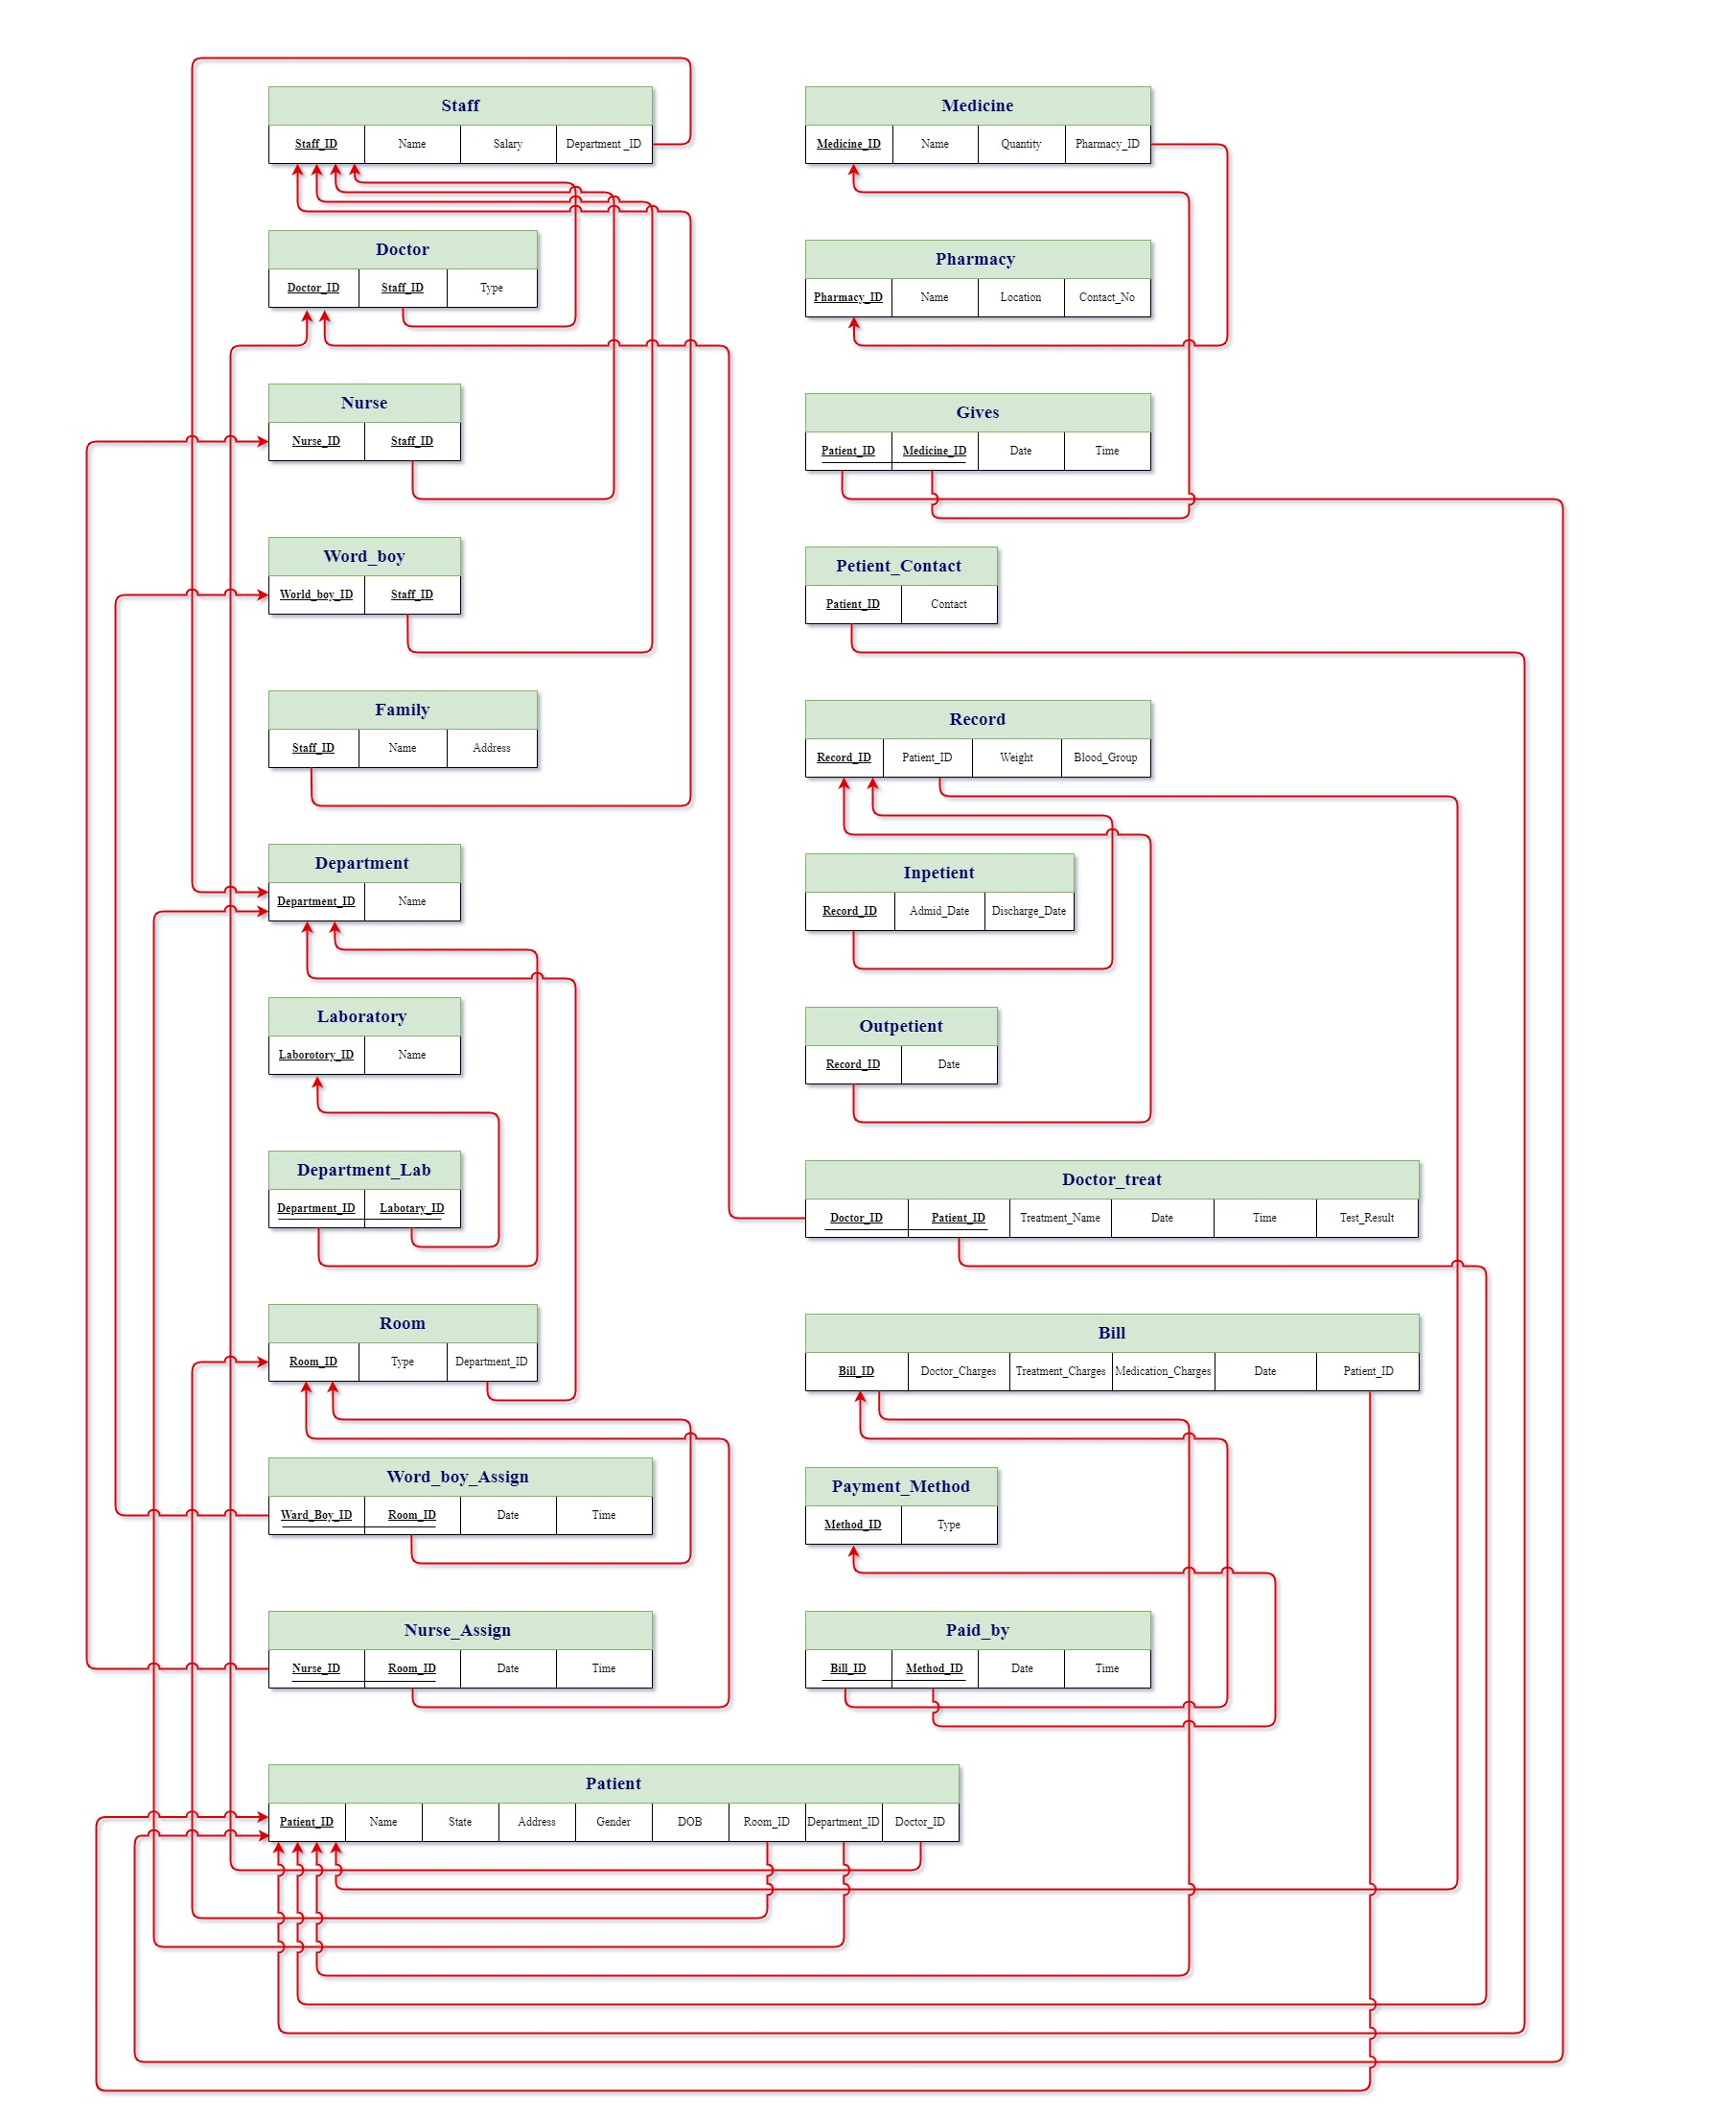 Staff
Staff_ID Name Salary Department _ID
Doctor
Doctor_ID Staff_ID Type
Nurse
Nurse_ID Staff_ID
Word_boy
World_boy_ID Staff_ID
Family
Staff_ID Name Address
Department
Department_ID Name
Laboratory
Laborotory_ID Name
Department_Lab
Department_ID Labotary_ID
Room
Room_ID Type Department_ID
Word_boy_Assign
Ward_Boy_ID Room_ID Date Time
Nurse_Assign
Nurse_ID Room_ID Date Time
Medicine
Medicine_ID Name Quantity Pharmacy_ID
Pharmacy
Pharmacy_ID Name Location Contact_No
Gives
Patient_ID Medicine_ID Date Time
Petient_Contact
Patient_ID Contact
Record
Record_ID Patient_ID Weight Blood_Group
Inpetient
Record_ID Admid_Date Discharge_Date
Outpetient
Record_ID Date
Doctor_treat
Doctor_ID Patient_ID Treatment_Name Date Time Test_Result
Bill
Bill_ID Doctor_Charges Treatment_Charges Medication_Charges Date Patient_ID
Payment_Method
Method_ID Type
Paid_by
Bill_ID Method_ID Date Time
Patient
Patient_ID Name State Address Gender DOB Room_ID Department_ID Doctor_ID